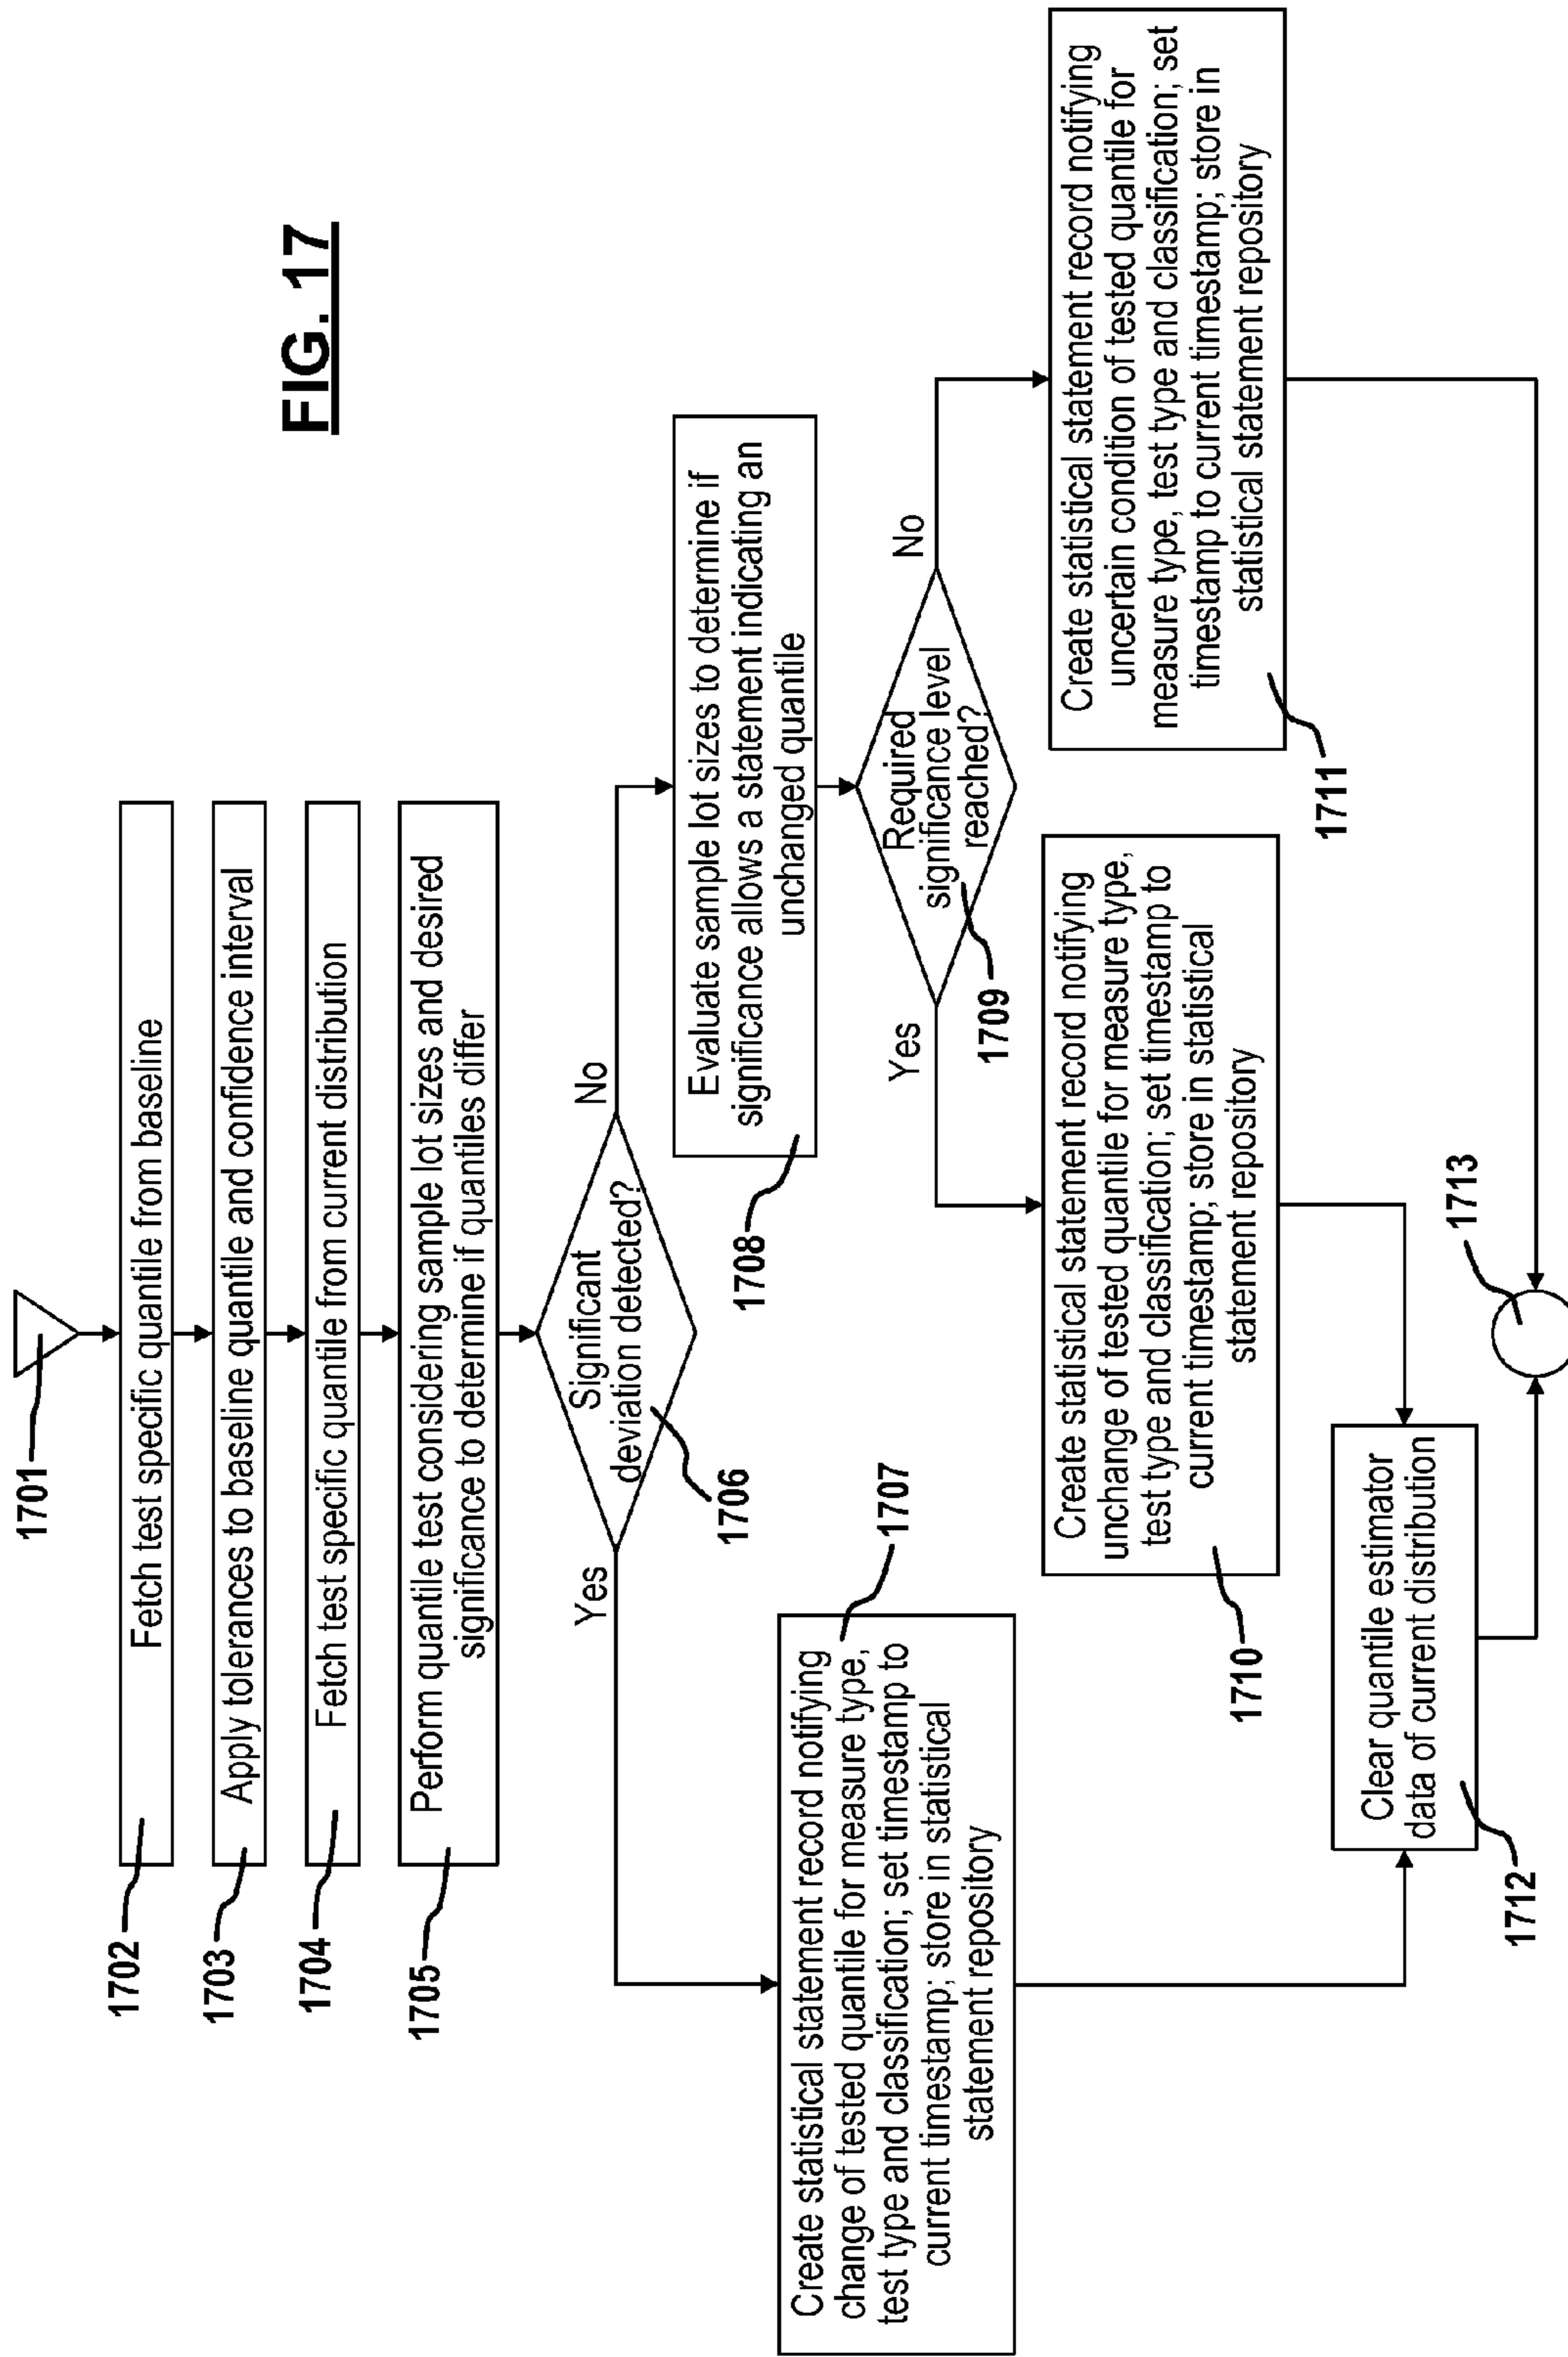 FIG. 17
1701
1702
Fetch test specific quantile from baseline
1703
Apply tolerances to baseline quantile and confidence interval
1704
Fetch test specific quantile from current distribution
1705
Perform quantile test considering sample lot sizes and desired
significance to determine if quantiles differ
Significant
deviation detected?
1706
Yes
No
1707
Create statistical statement record notifying
change of tested quantile for measure type,
test type and classification; set timestamp to
current timestamp; store in statistical
statement repository
1708
Evaluate sample lot sizes to determine if
significance allows a statement indicating an
unchanged quantile
Required
significance level
reached?
1709
Yes
No
1710
Create statistical statement record notifying
unchange of tested quantile for measure type,
test type and classification; set timestamp to
current timestamp; store in statistical
statement repository
1711
Create statistical statement record notifying
uncertain condition of tested quantile for
measure type, test type and classification; set
timestamp to current timestamp; store in
statistical statement repository
1712
Clear quantile estimator
data of current distribution
1713